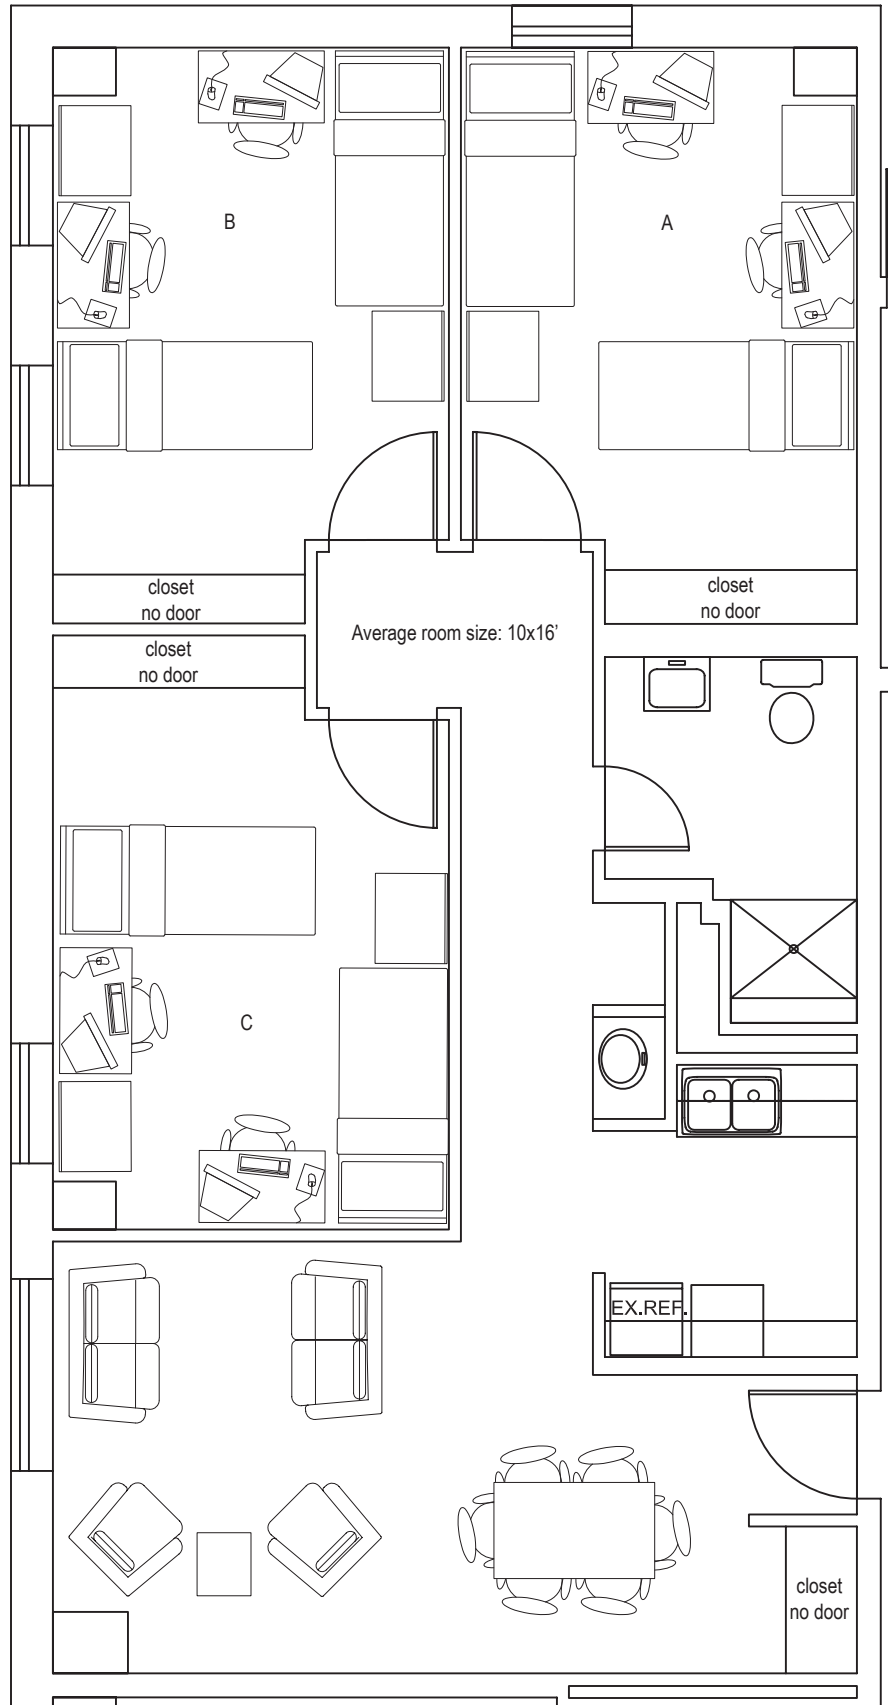 B
A
closet
no door
closet
no door
Average room size: 10x16’
closet
no door
C
EX.REF.
closet
no door